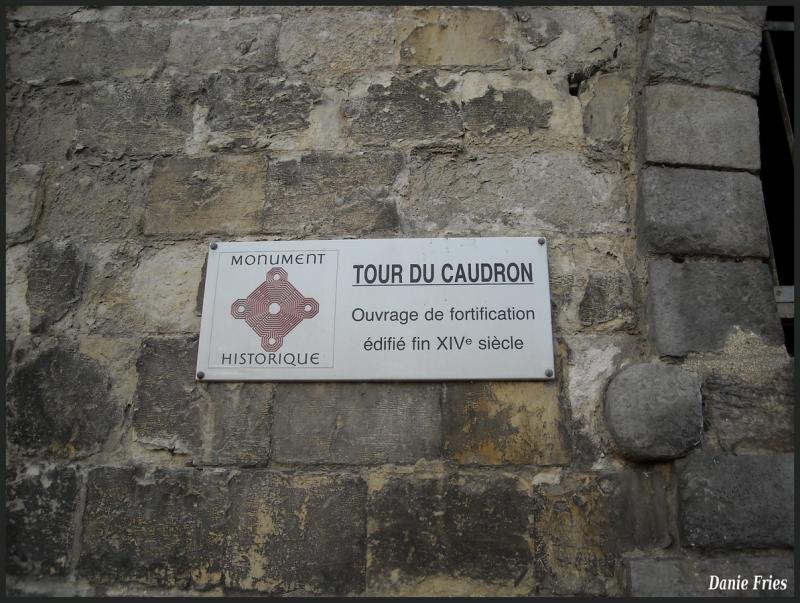 MONUMENT
HISTORIQUE
TOUR DU CAUDRON
Ouvrage de fortification
édifié fin XIVe siècle
Danie Fries